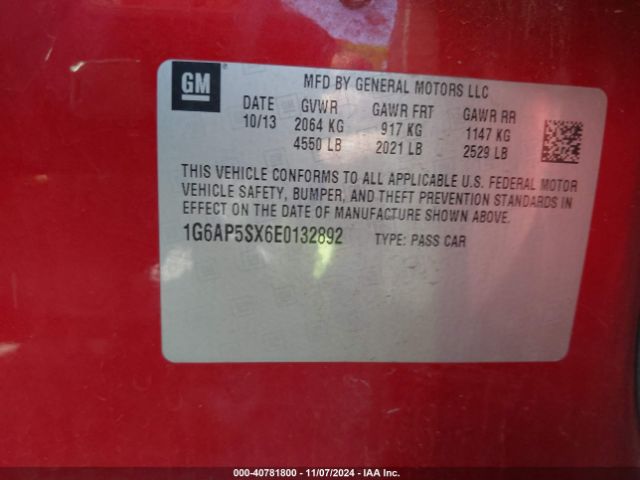 GM
MFD BY GENERAL MOTORS LLC
DATE GVWR GAWR FRT GAWR RR
10/13 2064 KG 917 KG 1147 KG
4550 LB 2021 LB 2529 LB
THIS VEHICLE CONFORMS TO ALL APPLICABLE U.S. FEDERAL MOTOR
VEHICLE SAFETY, BUMPER, AND THEFT PREVENTION STANDARDS IN
EFFECT ON THE DATE OF MANUFACTURE SHOWN ABOVE.
1G6AP5SX6E0132892 TYPE: PASS CAR
000-40781800 - 11/07/2024 - IAA Inc.